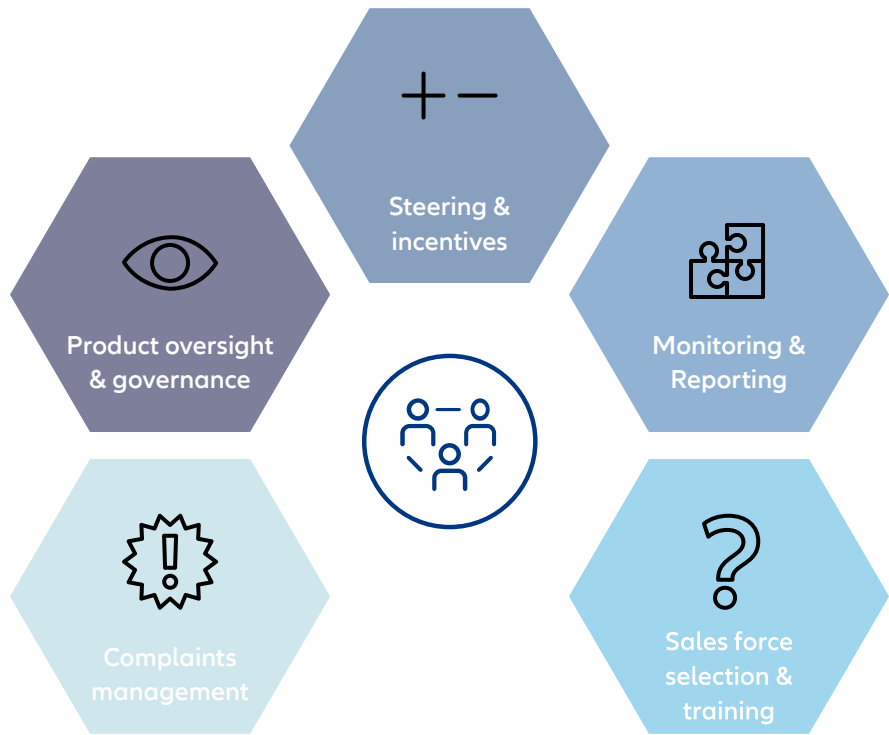 Steering &
incentives
Product oversight
& governance
Monitoring &
Reporting
Complaints
management
Sales force
selection &
training